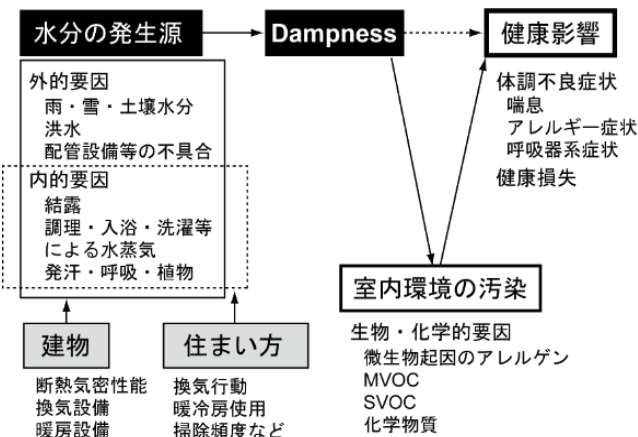 水分の発生源
Dampness
健康影響
外的要因
雨・雪・土壌水分
洪水
配管設備等の不具合
内的要因
結露
調理・入浴・洗濯等
による水蒸気
発汗・呼吸・植物
体調不良症状
喘息
アレルギー症状
呼吸器系症状
健康損失
建物
断熱気密性能
換気設備
暖房設備
住まい方
換気行動
暖冷房使用
掃除頻度など
室内環境の汚染
生物・化学的要因
微生物起因のアレルゲン
MVOC
SVOC
化学物質